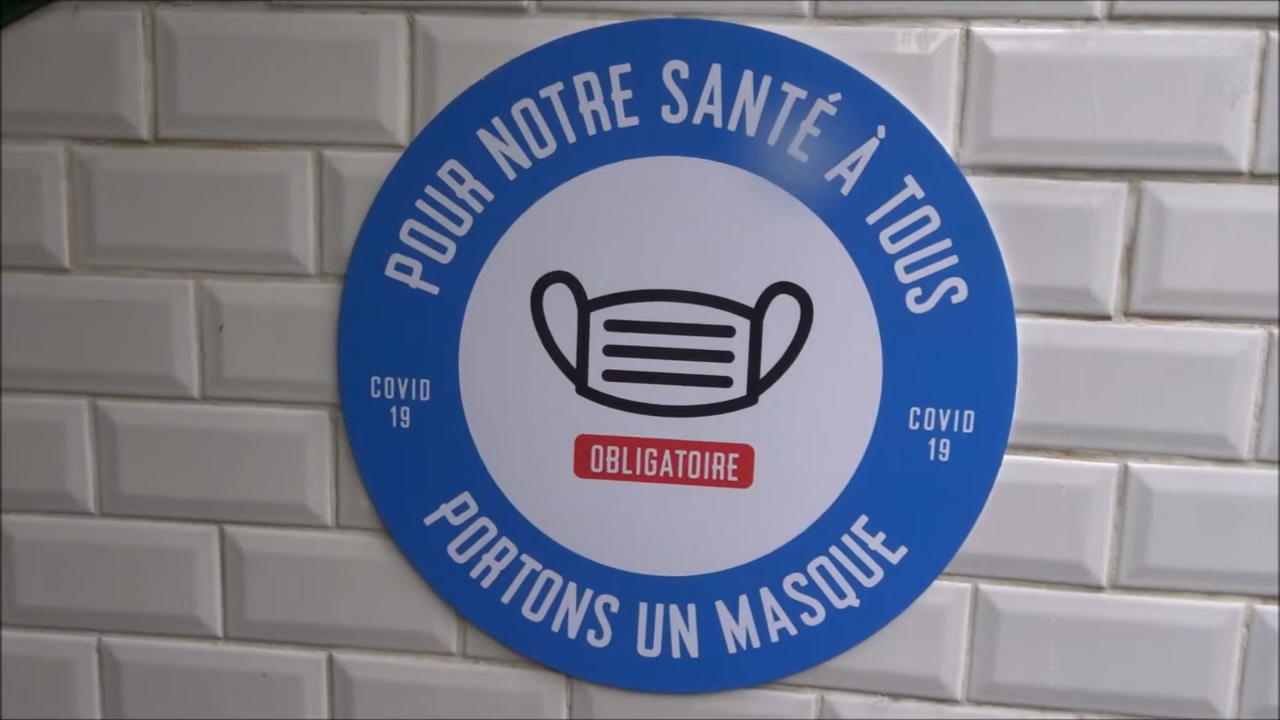 POUR NOTRE SANTÉ À TOUS
COVID
19
COVID
19
OBLIGATOIRE
PORTONS UN MASQUE